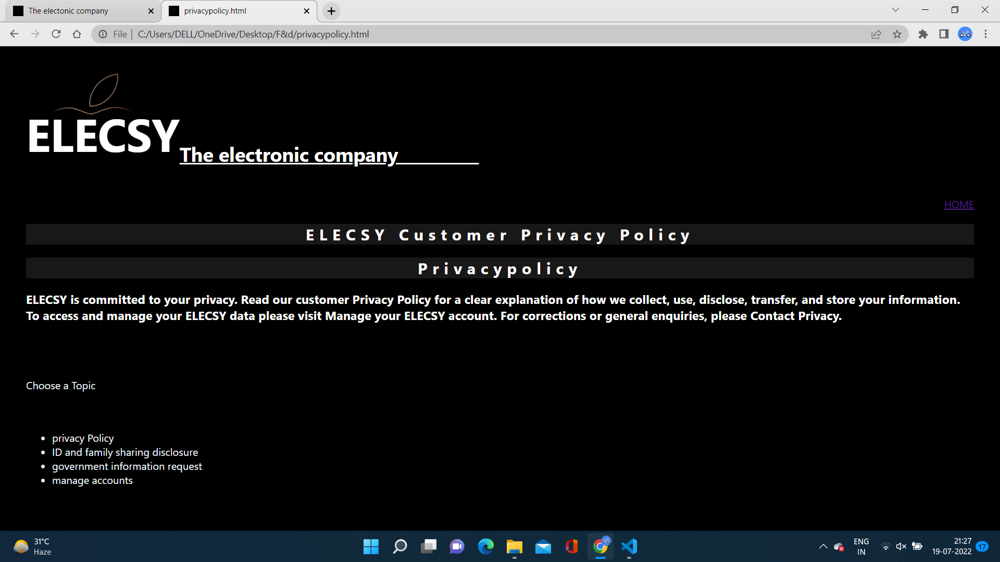 The electonic company
privacypolicy.html
File | C:/Users/DELL/OneDrive/Desktop/F&d/privacypolicy.html
ELECSY
The electronic company
HOME
ELECSY Customer Privacy Policy
Privacypolicy
ELECSY is committed to your privacy. Read our customer Privacy Policy for a clear explanation of how we collect, use, disclose, transfer, and store your information.
To access and manage your ELECSY data please visit Manage your ELECSY account. For corrections or general enquiries, please Contact Privacy.
Choose a Topic
• privacy Policy
• ID and family sharing disclosure
• government information request
• manage accounts
31°C
Haze
ENG
IN
21:27
19-07-2022
17